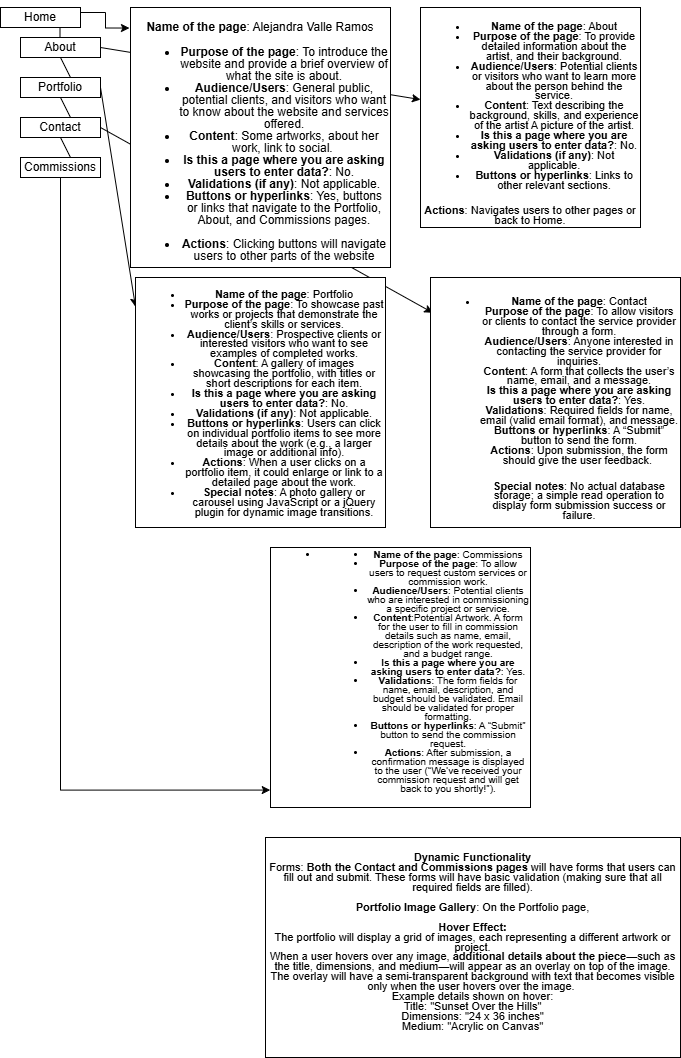 Home
About
Portfolio
Contact
Commissions
Name of the page: Alejandra Valle Ramos
• Purpose of the page: To introduce the
website and provide a brief overview of
what the site is about.
• Audience/Users: General public,
potential clients, and visitors who want
to know about the website and services
offered.
• Content: Some artworks, about her
work, link to social.
• Is this a page where you are asking
users to enter data?: No.
• Validations (if any): Not applicable.
• Buttons or hyperlinks: Yes, buttons
or links that navigate to the Portfolio,
About, and Commissions pages.
• Actions: Clicking buttons will navigate
users to other parts of the website
• Name of the page: About
• Purpose of the page: To provide
detailed information about the
artist, and their background.
• Audience/Users: Potential clients
or visitors who want to learn more
about the person behind the
service.
• Content: Text describing the
background, skills, and experience
of the artist A picture of the artist.
• Is this a page where you are
asking users to enter data?: No.
• Validations (if any): Not
applicable.
• Buttons or hyperlinks: Links to
other relevant sections.
Actions: Navigates users to other pages or
back to Home.
• Name of the page: Portfolio
• Purpose of the page: To showcase past
works or projects that demonstrate the
client's skills or services.
• Audience/Users: Prospective clients or
interested visitors who want to see
examples of completed works.
• Content: A gallery of images
showcasing the portfolio, with titles or
short descriptions for each item.
• Is this a page where you are asking
users to enter data?: No.
• Validations (if any): Not applicable.
• Buttons or hyperlinks: Users can click
on individual portfolio items to see more
details about the work (e.g., a larger
image or additional info).
• Actions: When a user clicks on a
portfolio item, it could enlarge or link to a
detailed page about the work.
• Special notes: A photo gallery or
carousel using JavaScript or a jQuery
plugin for dynamic image transitions.
• Name of the page: Contact
Purpose of the page: To allow visitors
or clients to contact the service provider
through a form.
Audience/Users: Anyone interested in
contacting the service provider for
inquiries.
Content: A form that collects the user's
name, email, and a message.
Is this a page where you are asking
users to enter data?: Yes.
Validations: Required fields for name,
email (valid email format), and message.
Buttons or hyperlinks: A “Submit”
button to send the form.
Actions: Upon submission, the form
should give the user feedback.
Special notes: No actual database
storage; a simple read operation to
display form submission success or
failure.
• • Name of the page: Commissions
• Purpose of the page: To allow
users to request custom services or
commission work.
• Audience/Users: Potential clients
who are interested in commissioning
a specific project or service.
• Content:Potential Artwork. A form
for the user to fill in commission
details such as name, email,
description of the work requested,
and a budget range.
• Is this a page where you are
asking users to enter data?: Yes.
• Validations: The form fields for
name, email, description, and
budget should be validated. Email
should be validated for proper
formatting.
• Buttons or hyperlinks: A “Submit”
button to send the commission
request.
• Actions: After submission, a
confirmation message is displayed
to the user (“We've received your
commission request and will get
back to you shortly!”).
Dynamic Functionality
Forms: Both the Contact and Commissions pages will have forms that users can
fill out and submit. These forms will have basic validation (making sure that all
required fields are filled).
Portfolio Image Gallery: On the Portfolio page,
Hover Effect:
The portfolio will display a grid of images, each representing a different artwork or
project.
When a user hovers over any image, additional details about the piece—such as
the title, dimensions, and medium—will appear as an overlay on top of the image.
The overlay will have a semi-transparent background with text that becomes visible
only when the user hovers over the image.
Example details shown on hover:
Title: "Sunset Over the Hills"
Dimensions: "24 x 36 inches"
Medium: "Acrylic on Canvas"